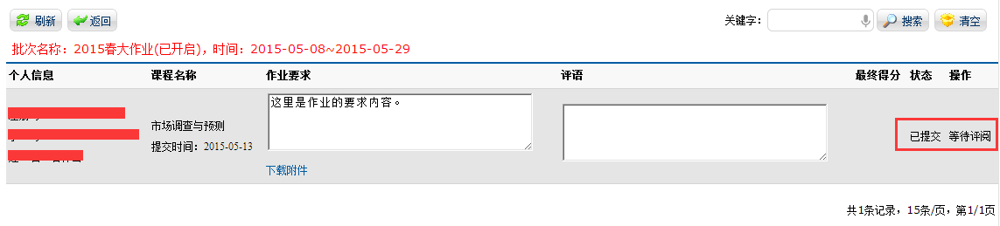 刷新 返回 关键字: 搜索 清空
批次名称：2015春大作业(已开启)，时间：2015-05-08~2015-05-29
个人信息 课程名称 作业要求 评语 最终得分 状态 操作
这里是作业的要求内容。
市场调查与预测
已提交 等待评阅
提交时间：2015-05-13
下载附件
共1条记录，15条/页，第1/1页